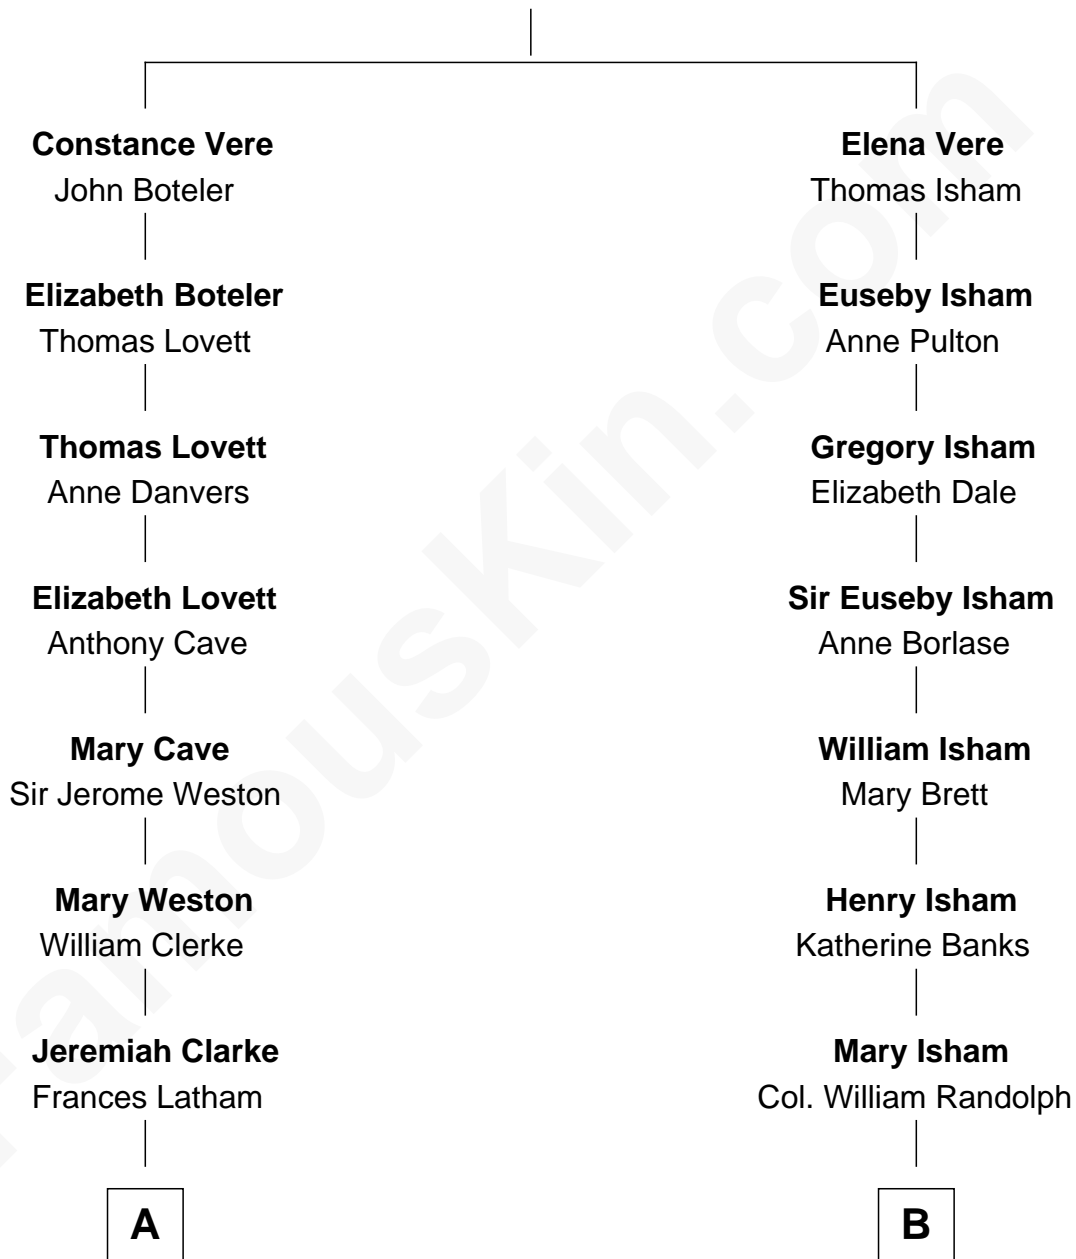 Constance Vere
John Boteler
Elizabeth Boteler
Thomas Lovett
Thomas Lovett
Anne Danvers
Elizabeth Lovett
Anthony Cave
Mary Cave
Sir Jerome Weston
Mary Weston
William Clerke
Jeremiah Clarke
Frances Latham
A
Elena Vere
Thomas Isham
Euseby Isham
Anne Pulton
Gregory Isham
Elizabeth Dale
Sir Euseby Isham
Anne Borlase
William Isham
Mary Brett
Henry Isham
Katherine Banks
Mary Isham
Col. William Randolph
B
FamousKin.com